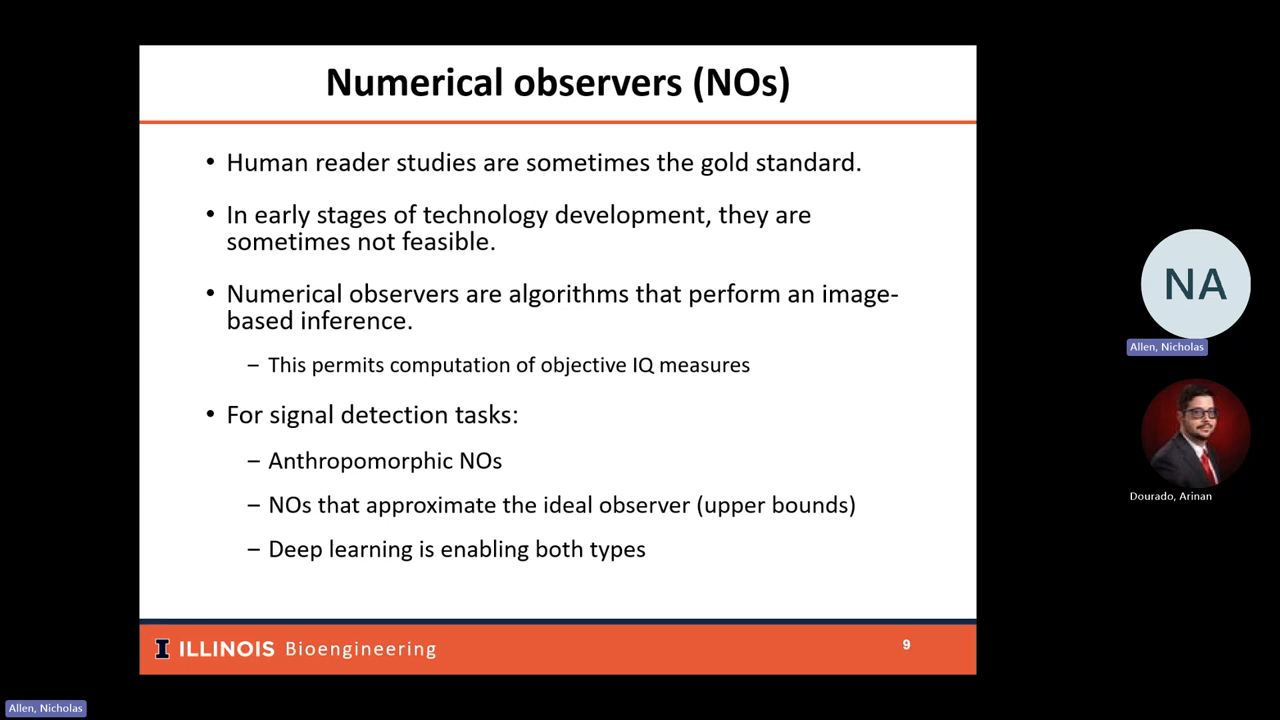 Numerical observers (NOs)
• Human reader studies are sometimes the gold standard.
• In early stages of technology development, they are
sometimes not feasible.
• Numerical observers are algorithms that perform an image-
based inference.
– This permits computation of objective IQ measures
• For signal detection tasks:
– Anthropomorphic NOs
– NOs that approximate the ideal observer (upper bounds)
– Deep learning is enabling both types
I ILLINOIS Bioengineering
9
NA
Allen, Nicholas
Dourado, Arinan
Allen, Nicholas